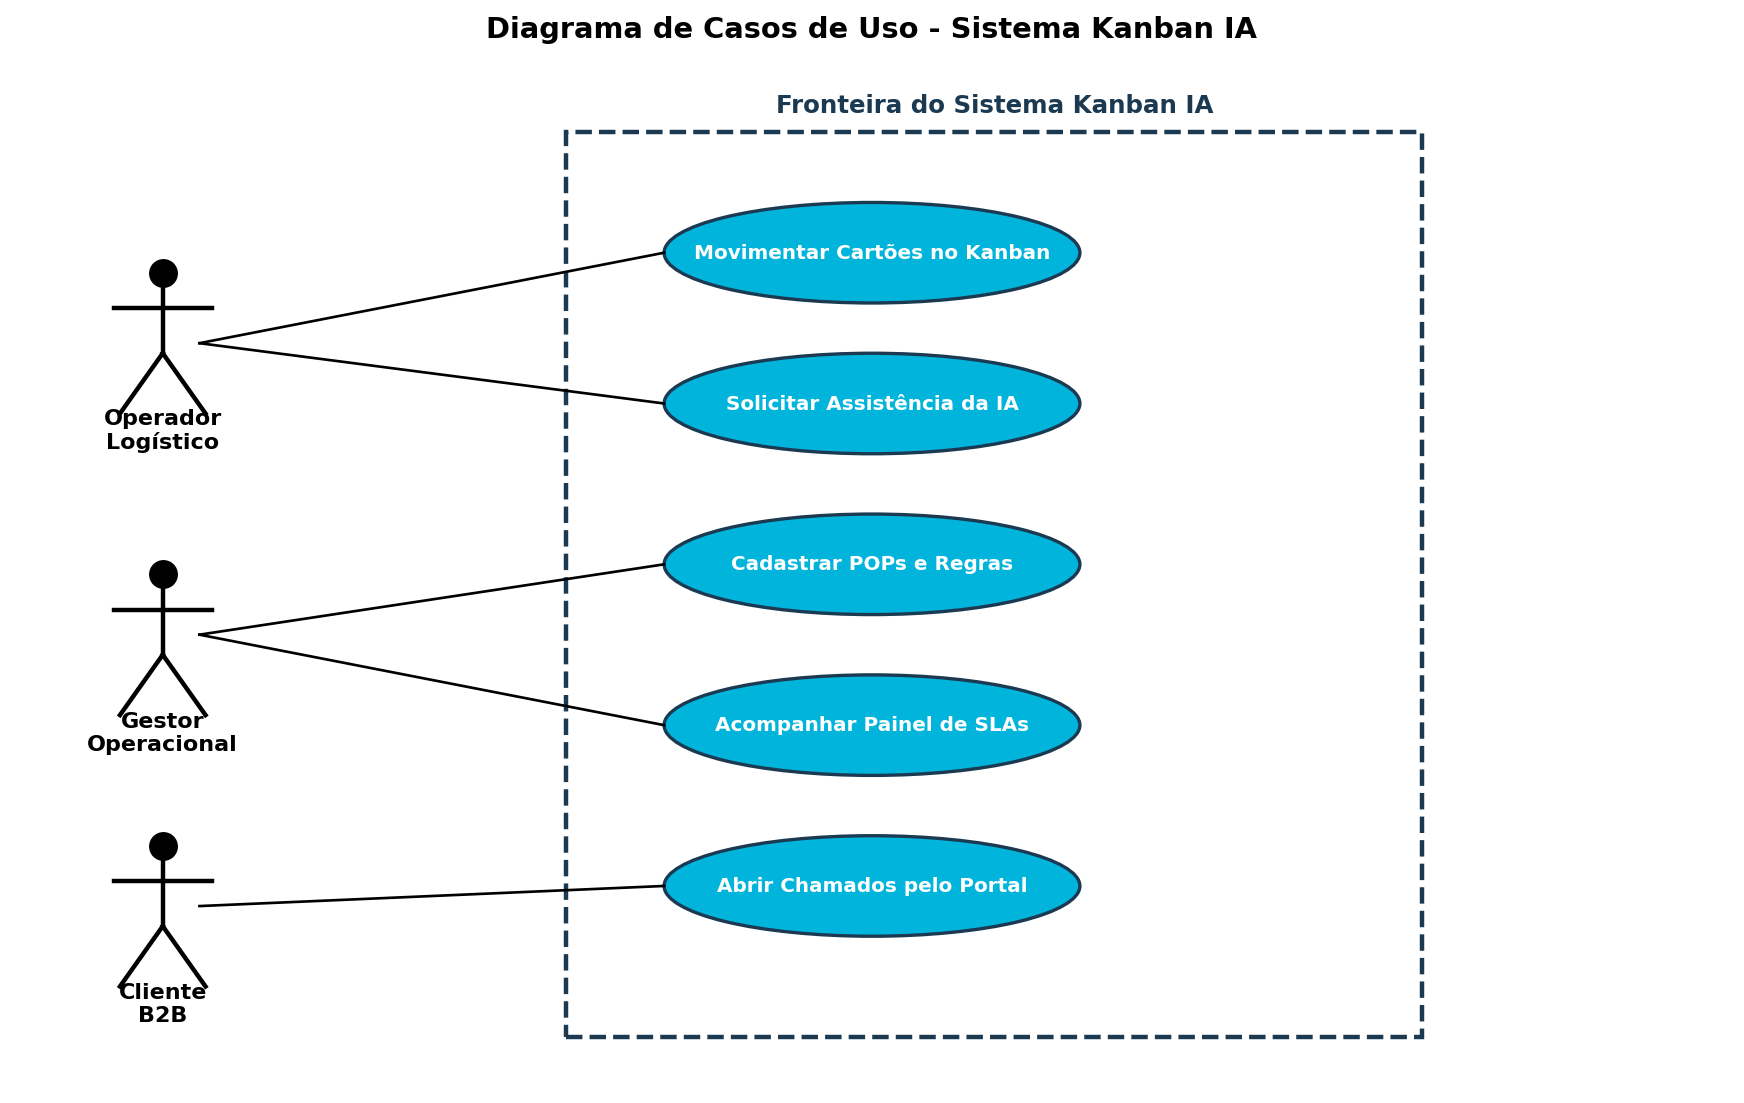 Diagrama de Casos de Uso - Sistema Kanban IA
Fronteira do Sistema Kanban IA
Movimentar Cartões no Kanban
Solicitar Assistência da IA
Operador
Logístico
Cadastrar POPs e Regras
Acompanhar Painel de SLAs
Gestor
Operacional
Abrir Chamados pelo Portal
Cliente
B2B